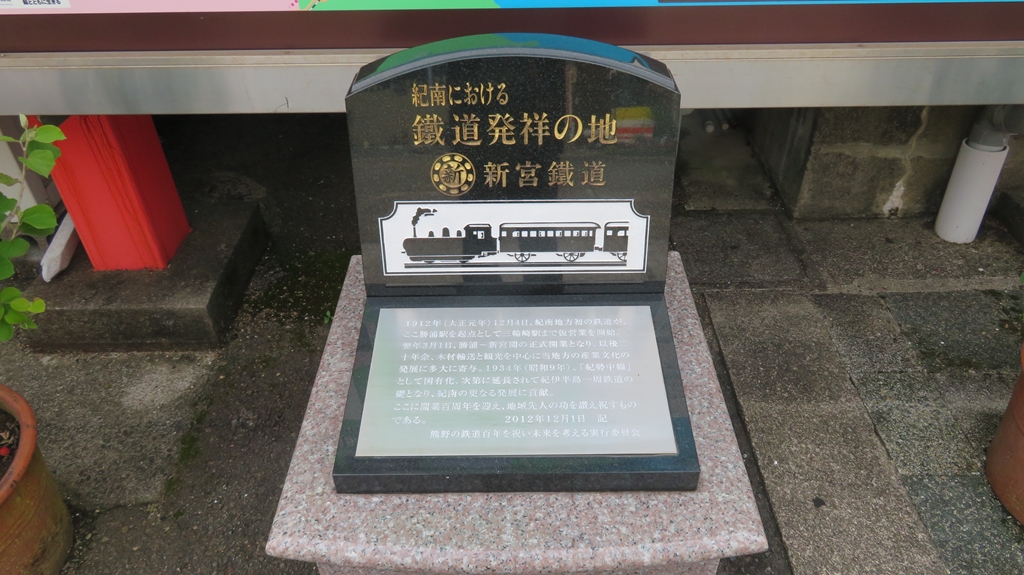 紀南における
鐵道発祥の地
新 新宮鐵道
1912年(大正元年)12月4日、紀南地方初の鉄道が、
ここ勝浦駅を起点として三輪崎駅まで仮営業を開始。
翌年3月1日、勝浦～新宮間の正式開業となり、以後
十年余、木材輸送と観光を中心に当地方の産業文化の
発展に多大に寄与。1934年(昭和9年)、『紀勢中線』
として国有化、次第に延長されて紀伊半島一周鉄道の
礎となり、紀南の更なる発展に貢献。
ここに開業百周年を迎え、地域先人の功を讃え祝すもの
である。 2012年12月1日 記
熊野の鉄道百年を祝い未来を考える実行委員会